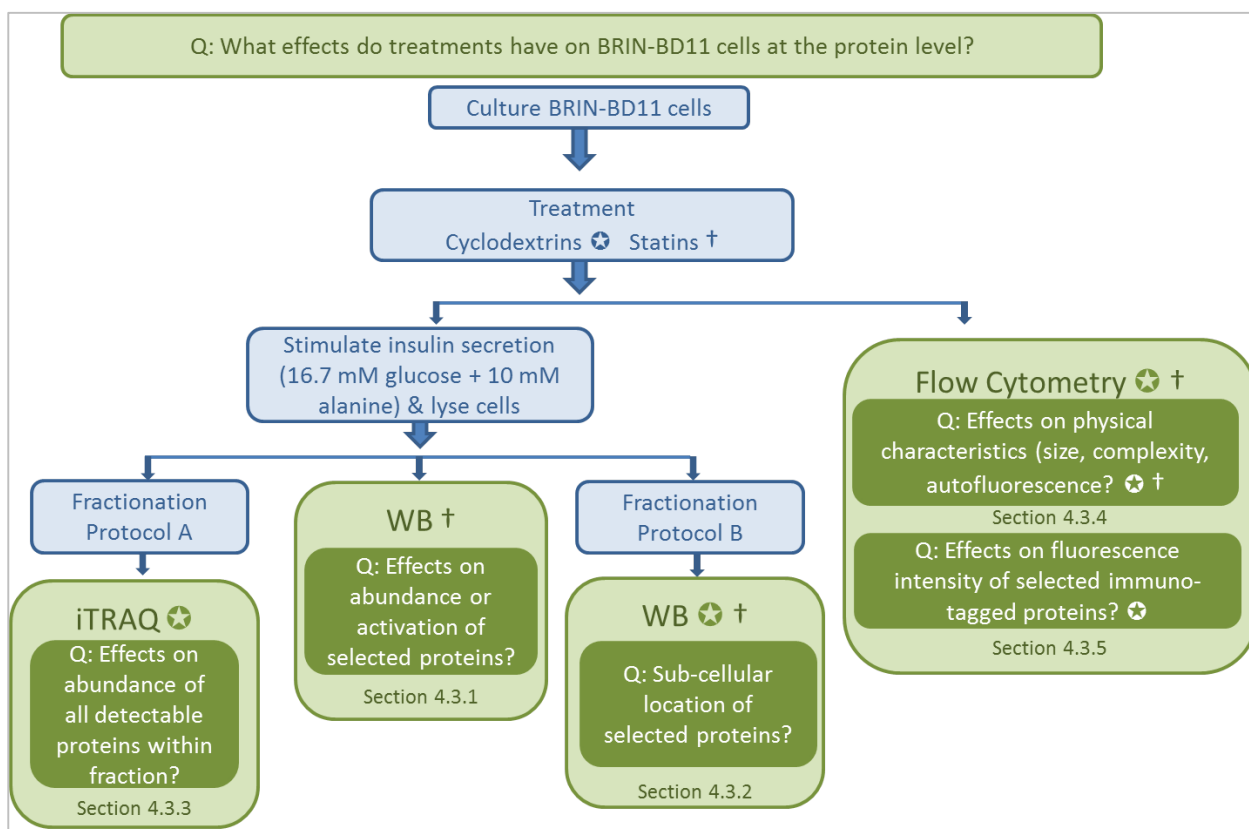 Q: What effects do treatments have on BRIN-BD11 cells at the protein level?
Culture BRIN-BD11 cells
Treatment
Cyclodextrins ✪ Statins †
Stimulate insulin secretion
(16.7 mM glucose + 10 mM
alanine) & lyse cells
Flow Cytometry ✪ †
Q: Effects on physical
characteristics (size, complexity,
autofluorescence? ✪ †
Section 4.3.4
Q: Effects on fluorescence
intensity of selected immuno-
tagged proteins? ✪
Section 4.3.5
Fractionation
Protocol A
iTRAQ ✪
Q: Effects on
abundance of
all detectable
proteins within
fraction?
Section 4.3.3
WB †
Q: Effects on
abundance or
activation of
selected proteins?
Section 4.3.1
Fractionation
Protocol B
WB ✪ †
Q: Sub-cellular
location of
selected proteins?
Section 4.3.2